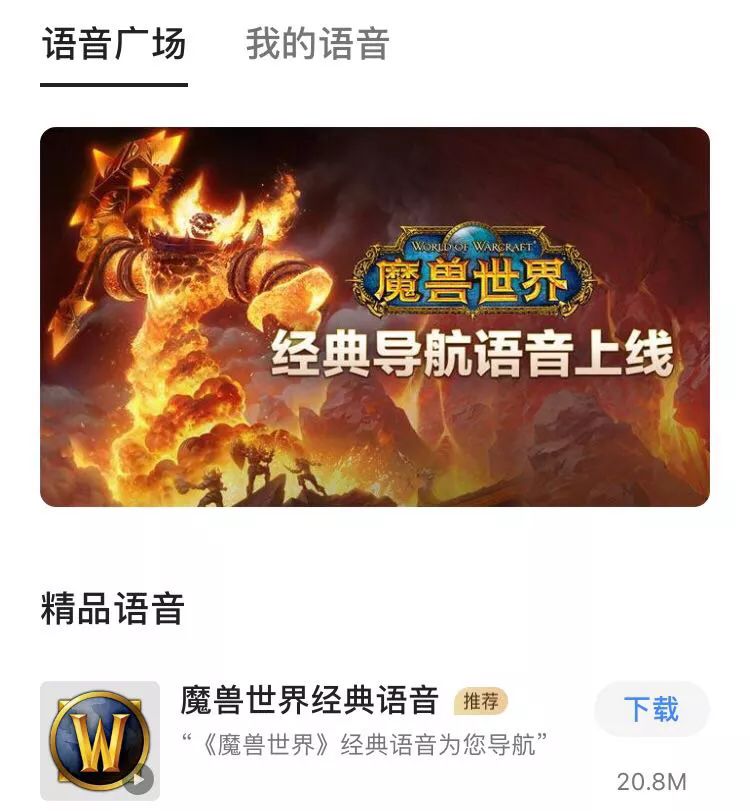 语音广场
我的语音
WORLD OF WARCRAFT
魔兽世界
经典导航语音上线
精品语音
W
魔兽世界经典语音
推荐
下载
“《魔兽世界》经典语音为您导航”
20.8M